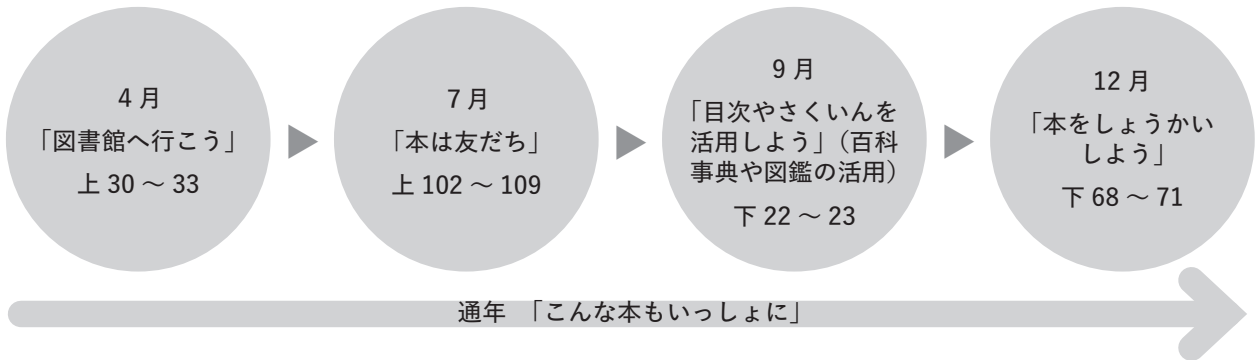 4 月
「図書館へ行こう」
上 30 ～ 33
7 月
「本は友だち」
上 102 ～ 109
9 月
「目次やさくいんを
活用しよう」（百科
事典や図鑑の活用）
下 22 ～ 23
12 月
「本をしょうかい
しよう」
下 68 ～ 71
通年　「こんな本もいっしょに」